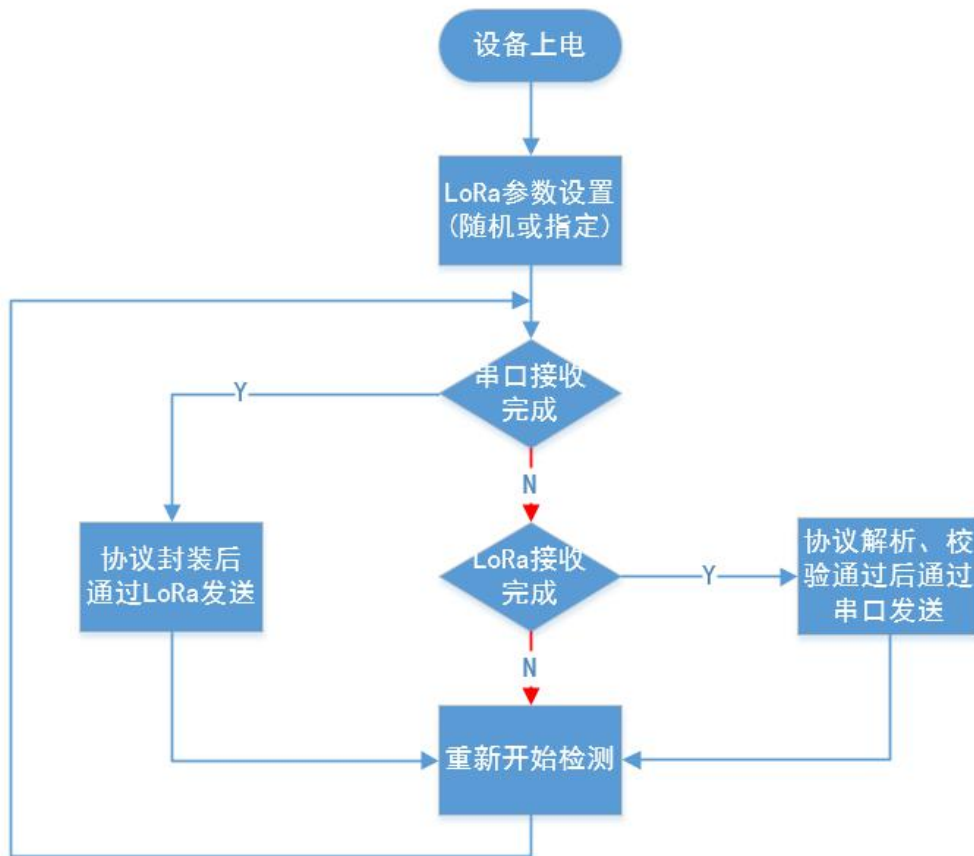 设备上电
LoRa参数设置
(随机或指定)
串口接收
完成
Y
N
协议封装后
通过LoRa发送
LoRa接收
完成
Y
协议解析、校
验通过后通过
串口发送
N
重新开始检测